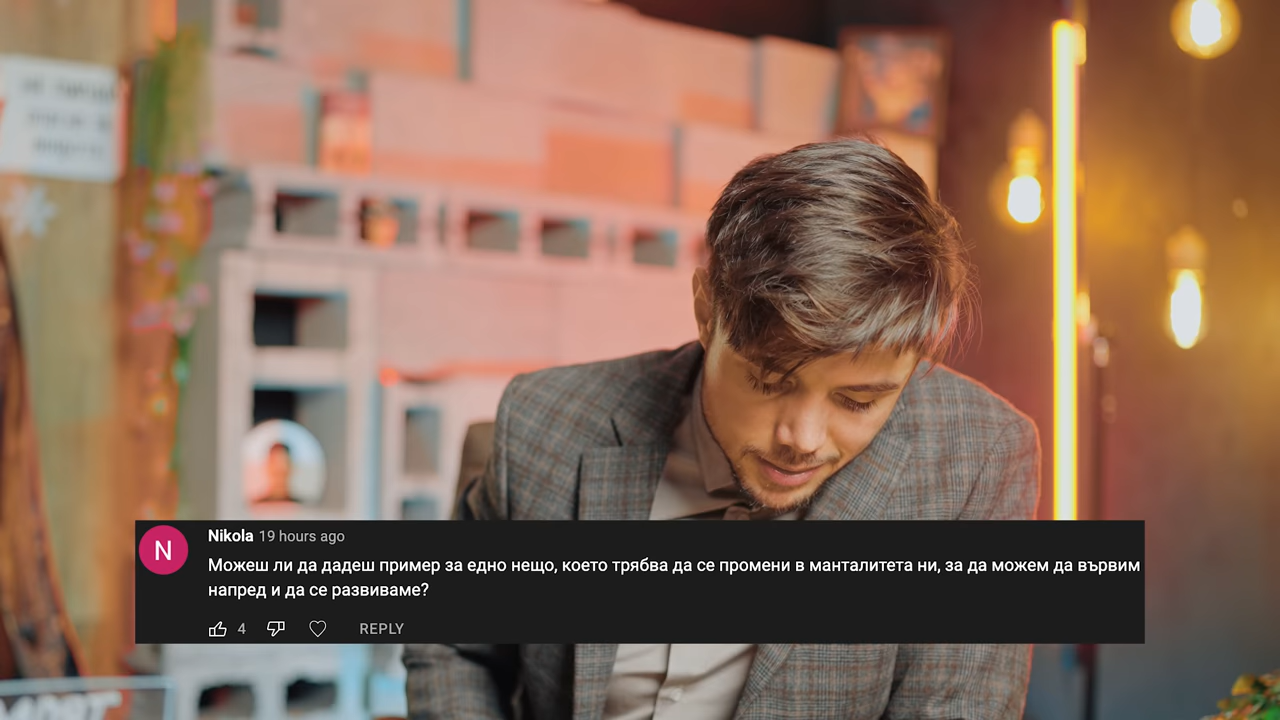 Nikola 19 hours ago
N
Можеш ли да дадеш пример за едно нещо, което трябва да се промени в манталитета ни, за да можем да вървим
напред и да се развиваме?
4 REPLY